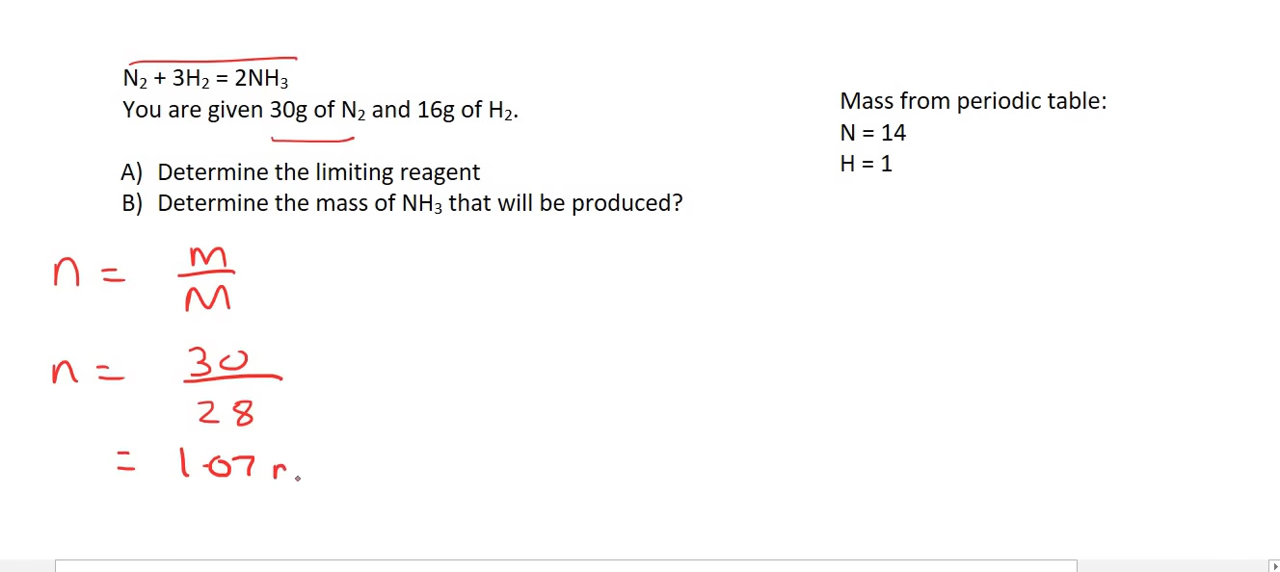 N₂ + 3H₂ = 2NH₃
You are given 30g of N₂ and 16g of H₂.
A) Determine the limiting reagent
B) Determine the mass of NH₃ that will be produced?
Mass from periodic table:
N = 14
H = 1
n = m/M
n = 30/28
= 1.07